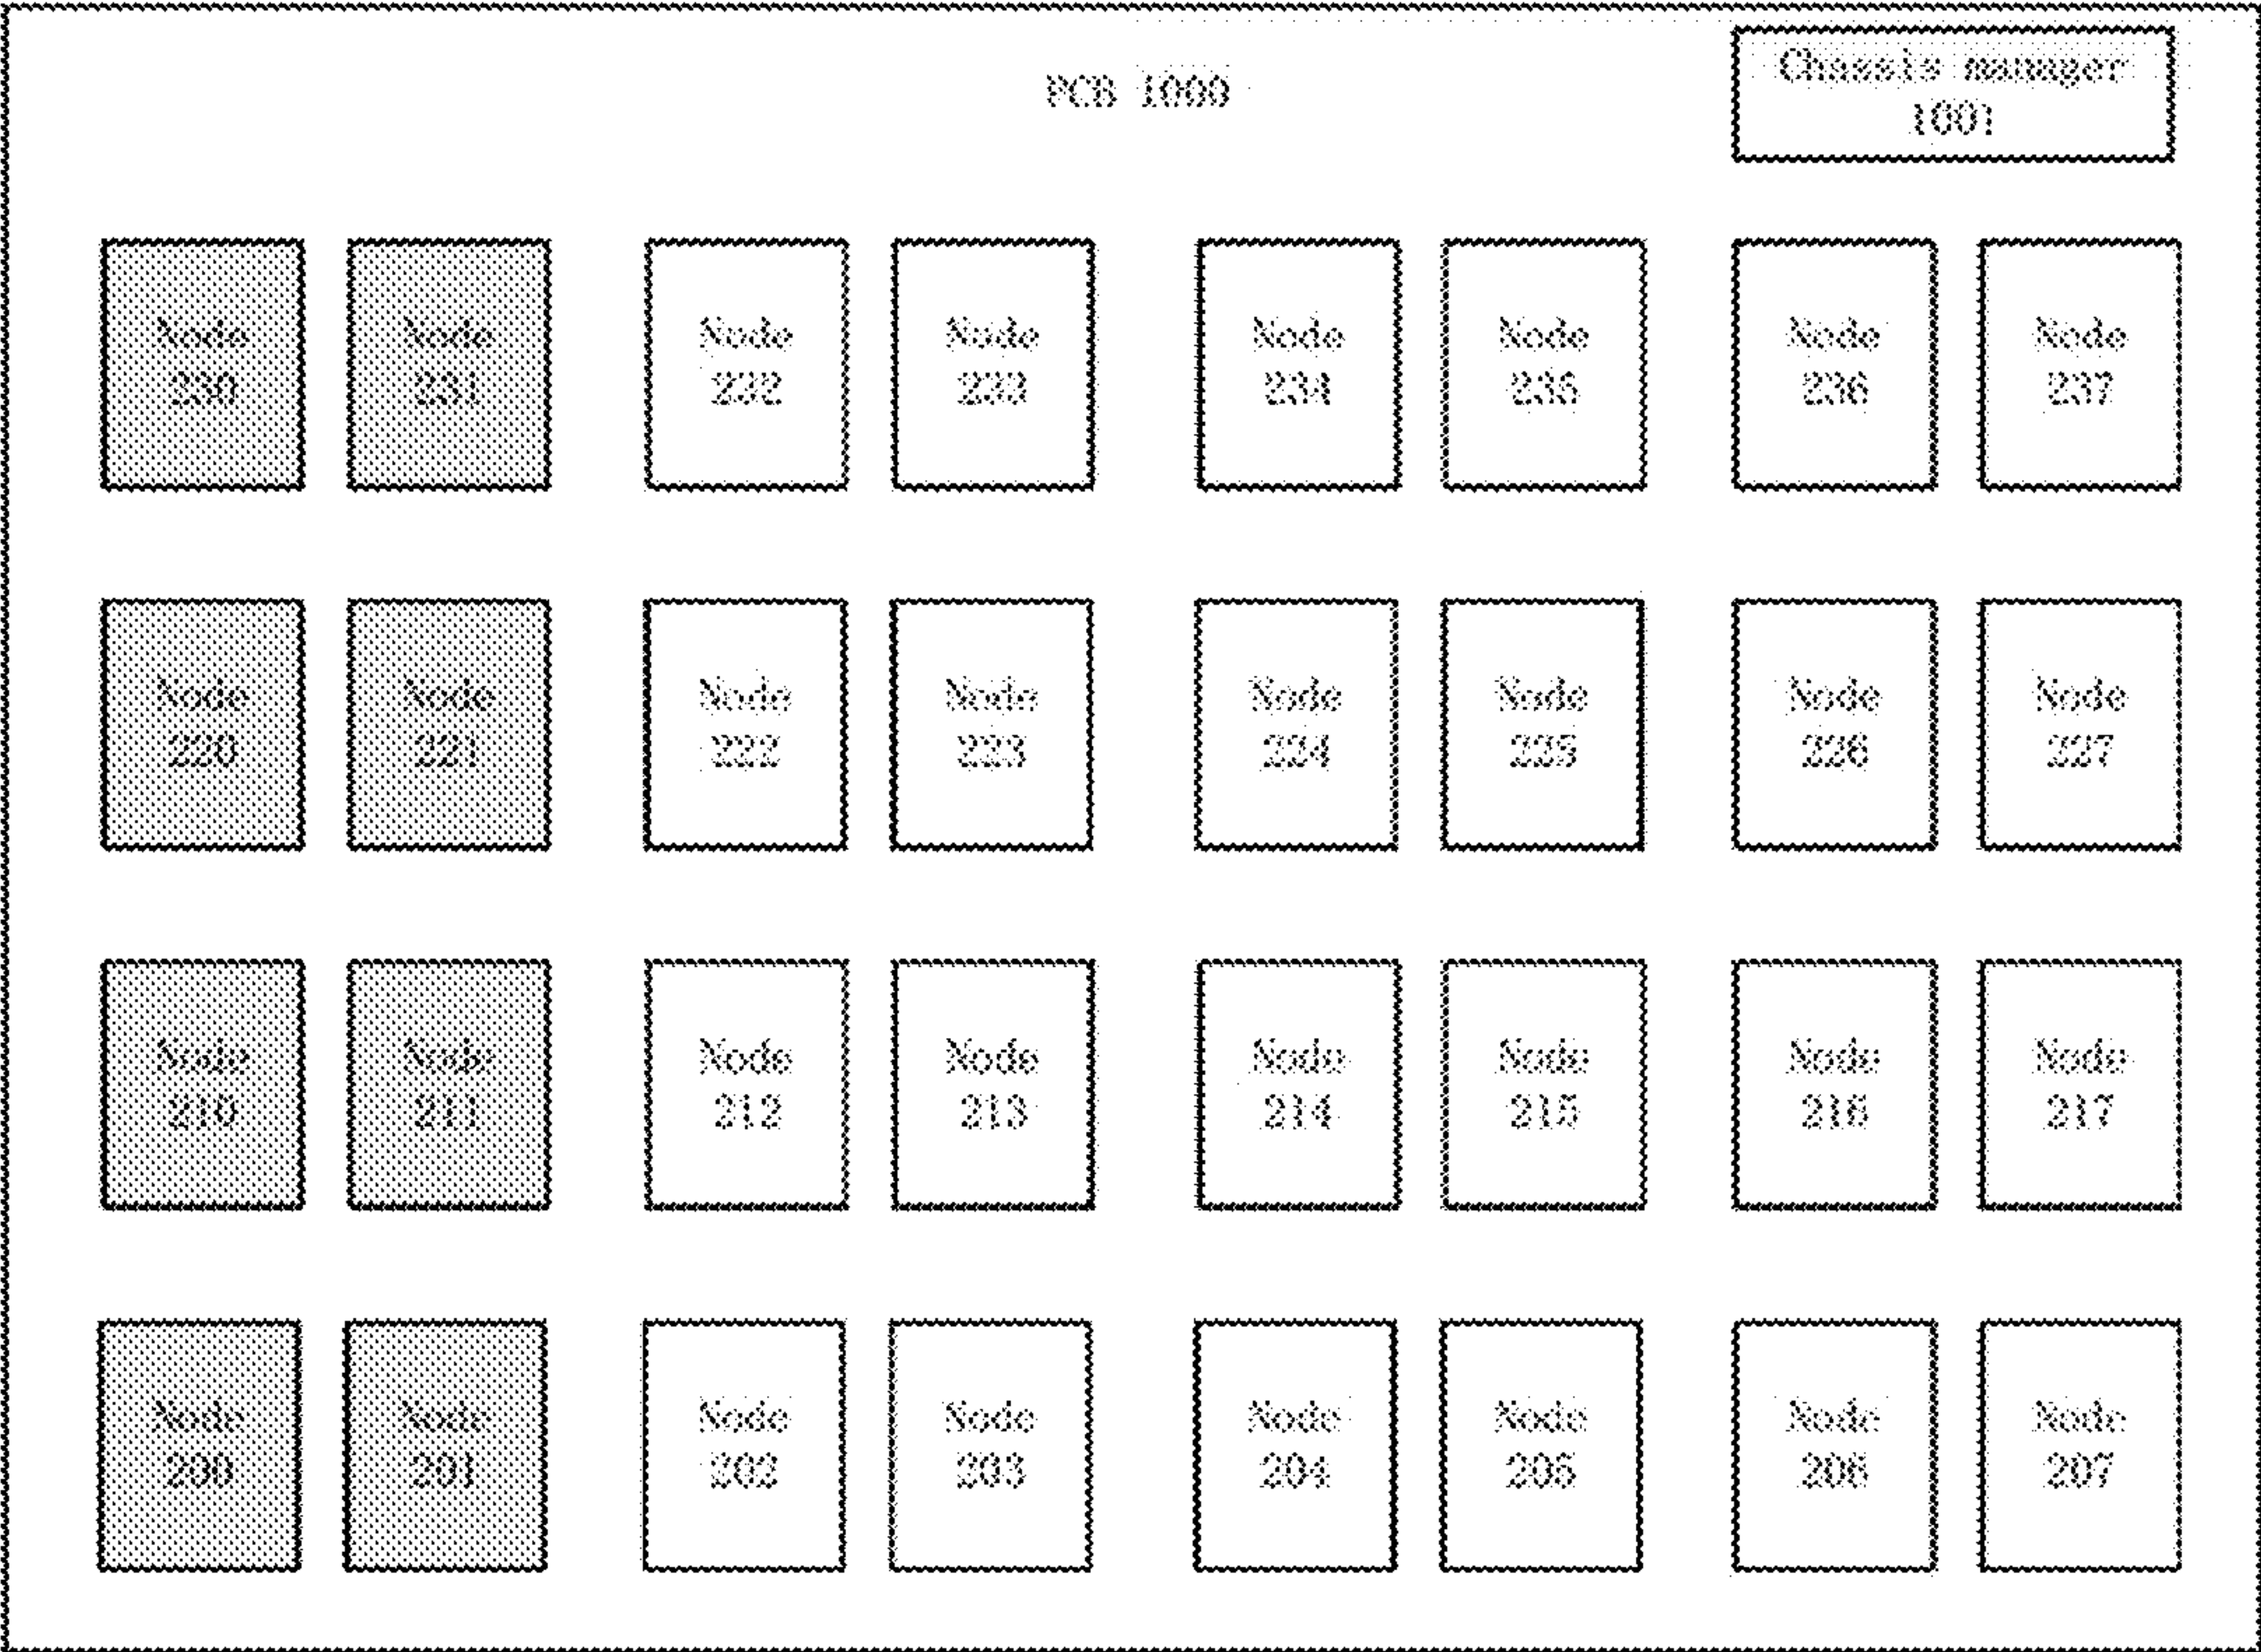 PCB 1000
Chassis manager
1001
Node
230
Node
231
Node
232
Node
233
Node
234
Node
235
Node
236
Node
237
Node
220
Node
221
Node
222
Node
223
Node
224
Node
225
Node
226
Node
227
Node
210
Node
211
Node
212
Node
213
Node
214
Node
215
Node
216
Node
217
Node
200
Node
201
Node
202
Node
203
Node
204
Node
205
Node
206
Node
207